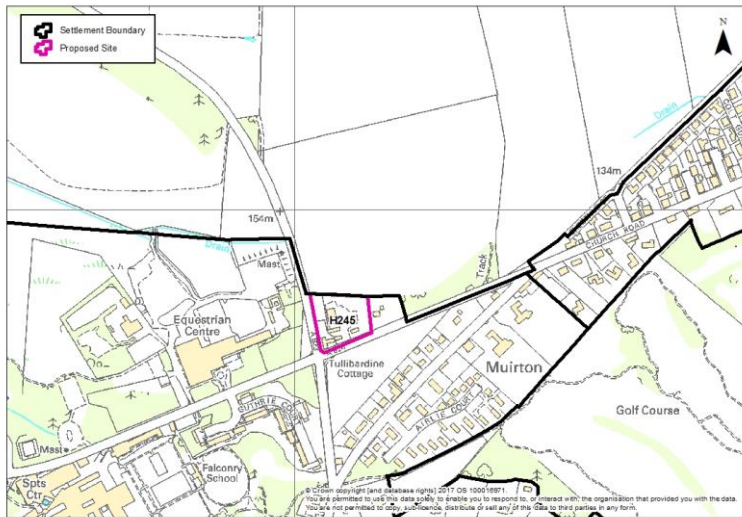 Settlement Boundary
Proposed Site
N
Drain
134m
154m
CHURCH ROAD
Drain
Mast
Track
H245
Equestrian
Centre
Tullibardine
Cottage
Muirton
GUTHRIE COURT
AIRLIE COURT
Golf Course
Mast
Falconry
School
Spts
Ctr
© Crown copyright [and database rights] 2017 OS 100016971.
You are permitted to use this data solely to enable you to respond to, or interact with, the organisation that provided you with the data.
You are not permitted to copy, sub-licence, distribute or sell any of this data to third parties in any form.